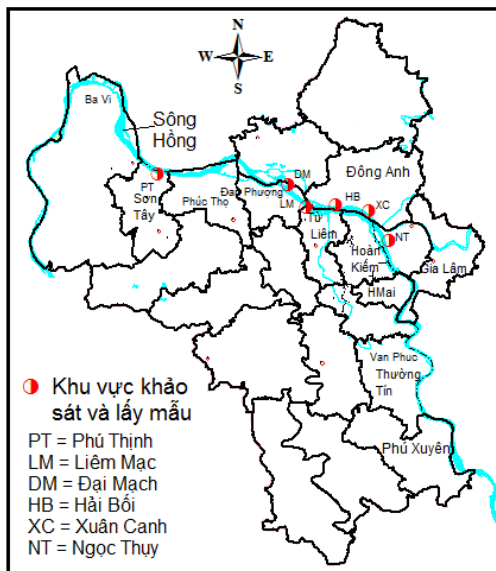 N
W E
S
Ba Vi
Sông
Hồng
PT
Sơn
Tây
Phúc Thọ
Đan Phượng
DM
LM
Từ
Liêm
Đông Anh
HB
XC
Hoàn
Kiếm
NT
Gia Lâm
HMai
Van Phuc
Thường
Tín
Phú Xuyên
Khu vực khảo
sát và lấy mẫu
PT = Phú Thịnh
LM = Liêm Mạc
DM = Đại Mạch
HB = Hải Bối
XC = Xuân Canh
NT = Ngọc Thụy